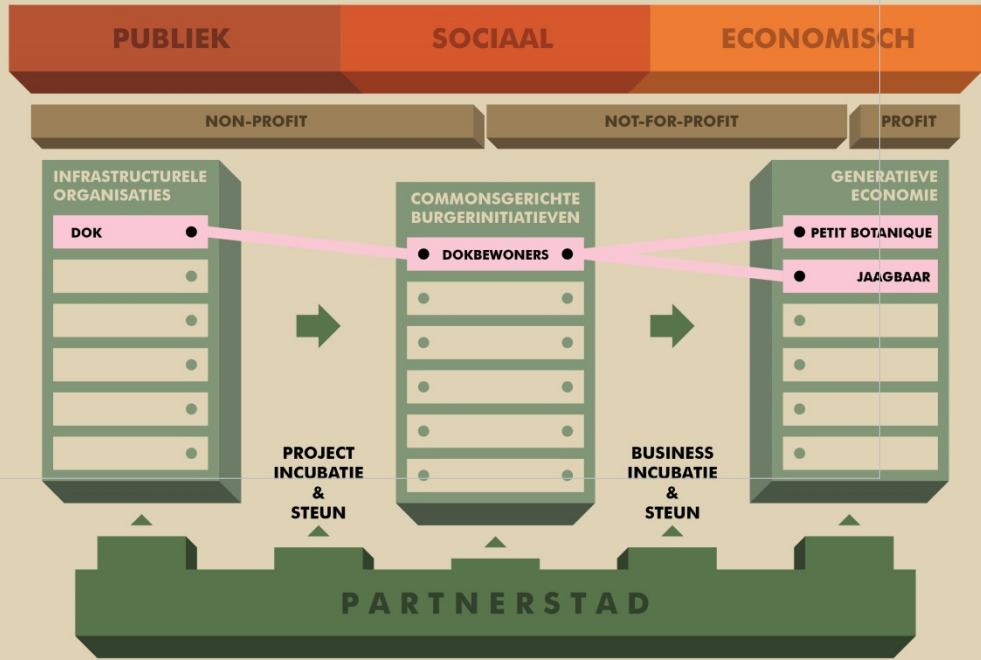 PUBLIEK
SOCIAAL
ECONOMISCH
NON-PROFIT
NOT-FOR-PROFIT
PROFIT
INFRASTRUCTURELE
ORGANISATIES
DOK
COMMONSGERICHTE
BURGERINITIATIEVEN
DOKBEWONERS
GENERATIEVE
ECONOMIE
PETIT BOTANIQUE
JAAGBAAR
PROJECT
INCUBATIE
&
STEUN
BUSINESS
INCUBATIE
&
STEUN
PARTNERSTAD